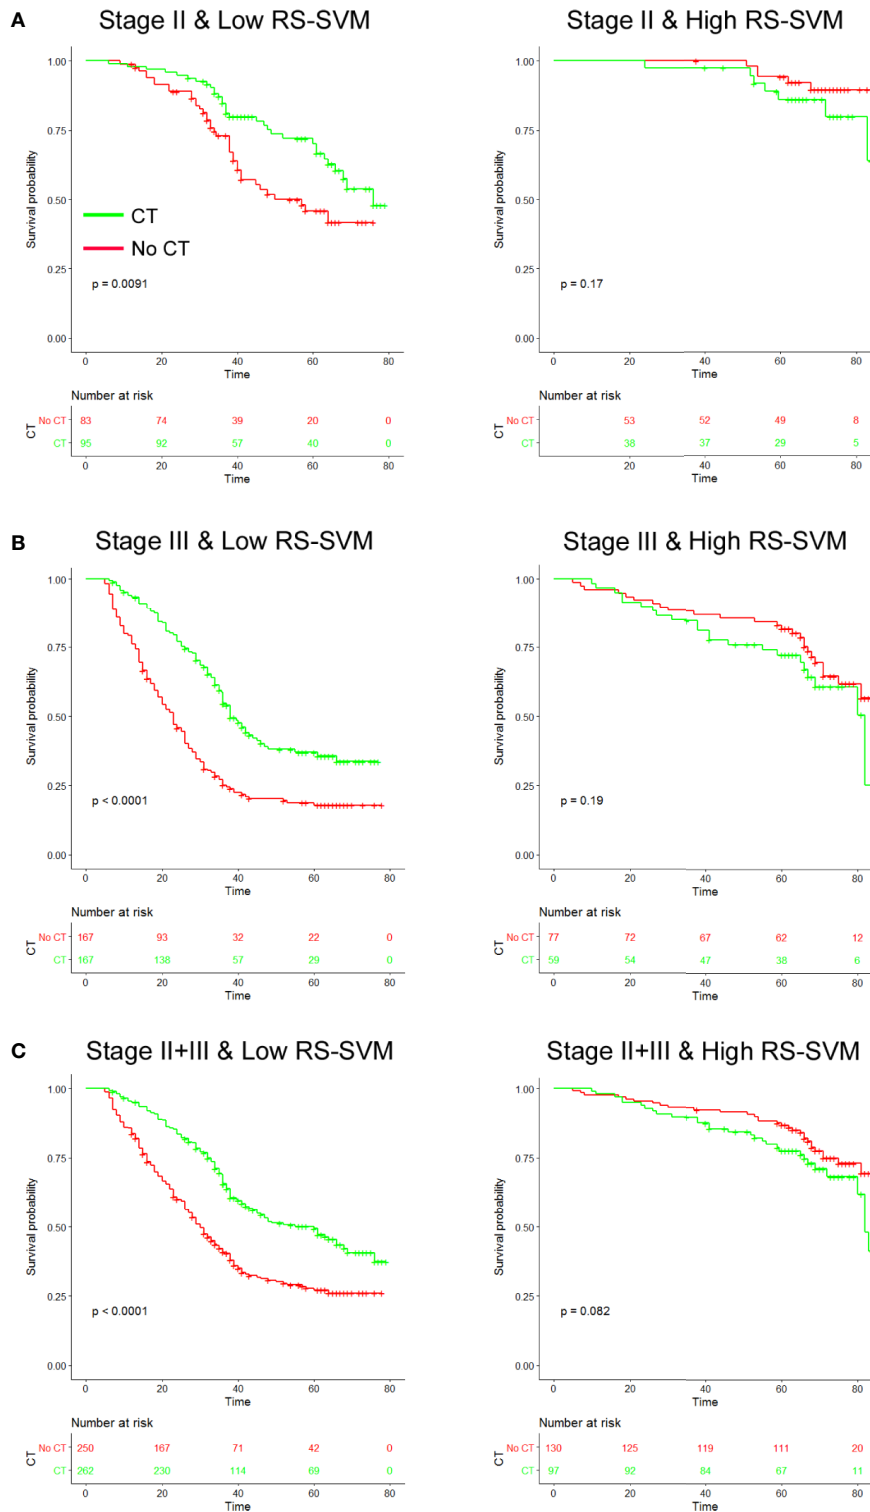 A
Stage II & Low RS-SVM
Stage II & High RS-SVM
Survival probability
1.00
0.75
0.50
0.25
0.00
CT
No CT
p = 0.0091
0 20 40 60 80
Time
Number at risk
CT
No CT 83 74 39 20 0
CT 95 92 57 40 0
0 20 40 60 80
Time
Survival probability
1.00
0.75
0.50
0.25
0.00
p = 0.17
0 20 40 60 80
Time
Number at risk
CT
No CT 53 52 49 8
CT 38 37 29 5
0 20 40 60 80
Time
B
Stage III & Low RS-SVM
Stage III & High RS-SVM
Survival probability
1.00
0.75
0.50
0.25
0.00
p < 0.0001
0 20 40 60 80
Time
Number at risk
CT
No CT 167 93 32 22 0
CT 167 138 57 29 0
0 20 40 60 80
Time
Survival probability
1.00
0.75
0.50
0.25
0.00
p = 0.19
0 20 40 60 80
Time
Number at risk
CT
No CT 77 72 67 62 12
CT 59 54 47 38 6
0 20 40 60 80
Time
C
Stage II+III & Low RS-SVM
Stage II+III & High RS-SVM
Survival probability
1.00
0.75
0.50
0.25
0.00
p < 0.0001
0 20 40 60 80
Time
Number at risk
CT
No CT 250 167 71 42 0
CT 262 230 114 69 0
0 20 40 60 80
Time
Survival probability
1.00
0.75
0.50
0.25
0.00
p = 0.082
0 20 40 60 80
Time
Number at risk
CT
No CT 130 125 119 111 20
CT 97 92 84 67 11
0 20 40 60 80
Time